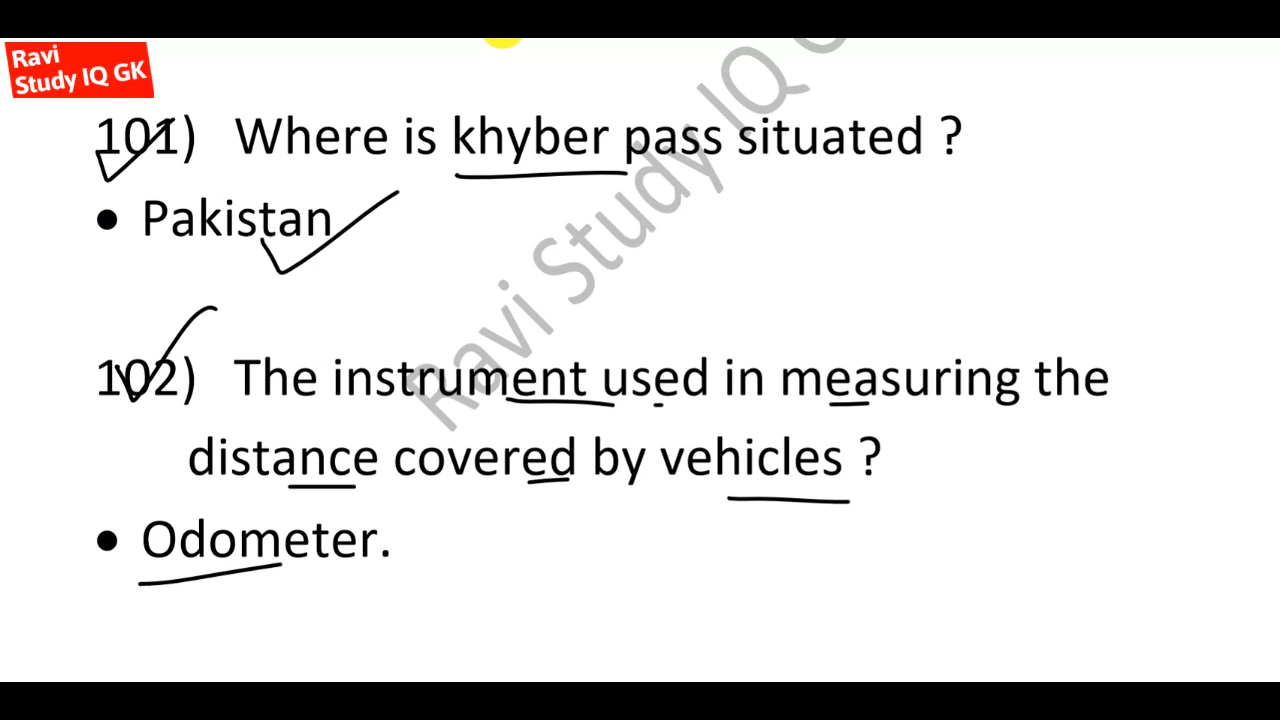 Ravi
Study IQ GK
101) Where is khyber pass situated ?
• Pakistan
102) The instrument used in measuring the
distance covered by vehicles ?
• Odometer.
Ravi Study IQ G